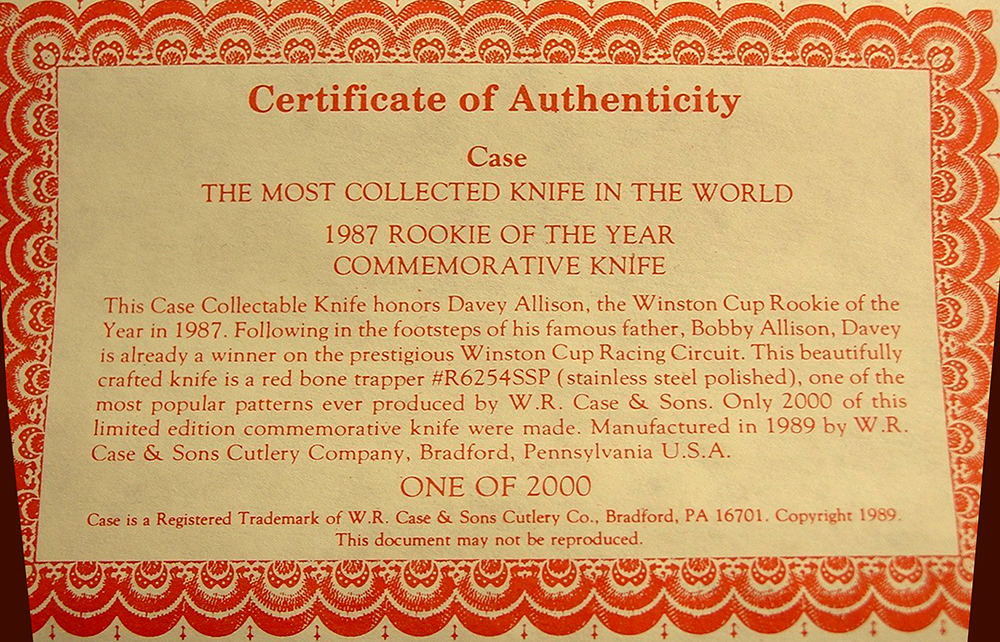 Certificate of Authenticity
Case
THE MOST COLLECTED KNIFE IN THE WORLD
1987 ROOKIE OF THE YEAR
COMMEMORATIVE KNIFE
This Case Collectable Knife honors Davey Allison, the Winston Cup Rookie of the
Year in 1987. Following in the footsteps of his famous father, Bobby Allison, Davey
is already a winner on the prestigious Winston Cup Racing Circuit. This beautifully
crafted knife is a red bone trapper #R6254SSP (stainless steel polished), one of the
most popular patterns ever produced by W.R. Case & Sons. Only 2000 of this
limited edition commemorative knife were made. Manufactured in 1989 by W.R.
Case & Sons Cutlery Company, Bradford, Pennsylvania U.S.A.
ONE OF 2000
Case is a Registered Trademark of W.R. Case & Sons Cutlery Co., Bradford, PA 16701. Copyright 1989.
This document may not be reproduced.